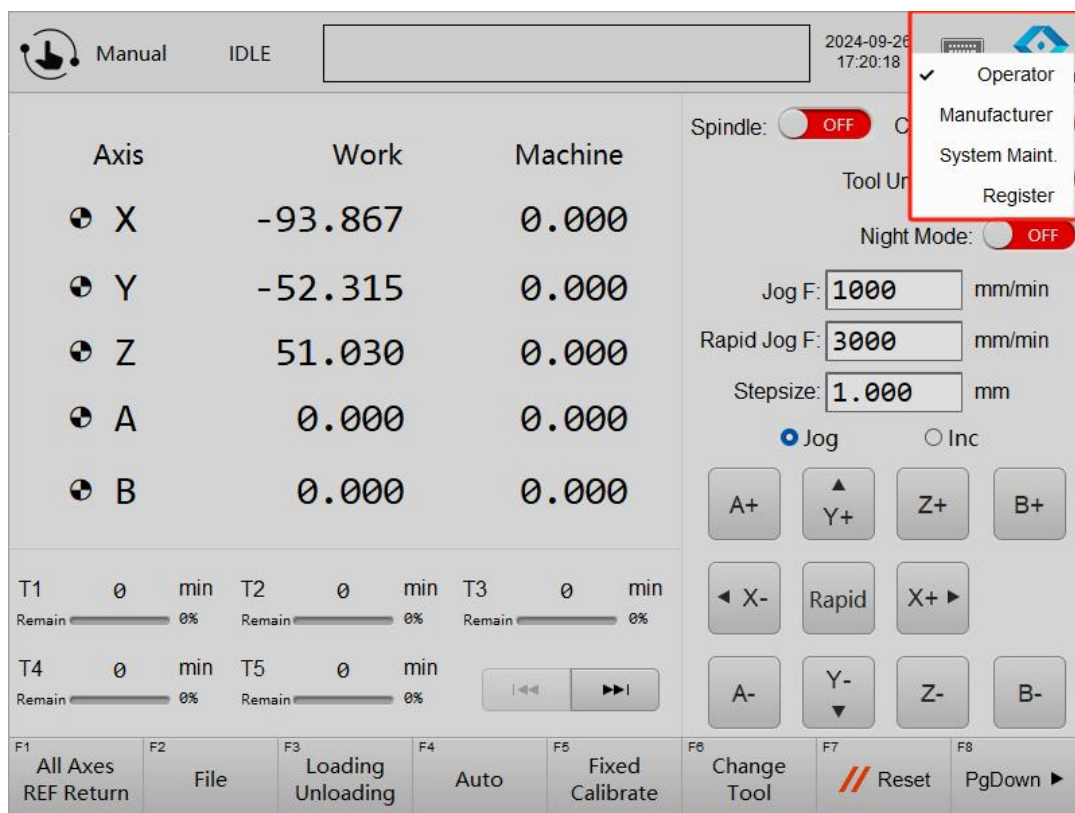 Manual IDLE 2024-09-26
17:20:18
✓ Operator
Manufacturer
System Maint.
Register
Spindle: OFF C
Tool Un
Night Mode: OFF
Axis Work Machine
X -93.867 0.000
Y -52.315 0.000
Z 51.030 0.000
A 0.000 0.000
B 0.000 0.000
Jog F: 1000 mm/min
Rapid Jog F: 3000 mm/min
Stepsize: 1.000 mm
Jog Inc
A+ Y+ Z+ B+
X- Rapid X+
A- Y- Z- B-
T1 0 min T2 0 min T3 0 min
Remain 0% Remain 0% Remain 0%
T4 0 min T5 0 min
Remain 0% Remain 0%
F1 All Axes
REF Return
F2 File
F3 Loading
Unloading
F4 Auto
F5 Fixed
Calibrate
F6 Change
Tool
F7 Reset
F8 PgDown